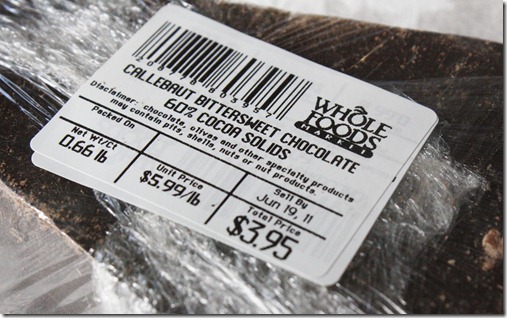 WHOLE
FOODS
MARKET
CALLEBAUT BITTERSWEET CHOCOLATE
60% COCOA SOLIDS
Disclaimer: chocolate, olives and other specialty products
may contain pits, shells, nuts or nut products.
Packed On
Sell By
Jun 19, 11
Net Wt/Ct
0.66 lb
Unit Price
$5.99/lb
Total Price
$3.95